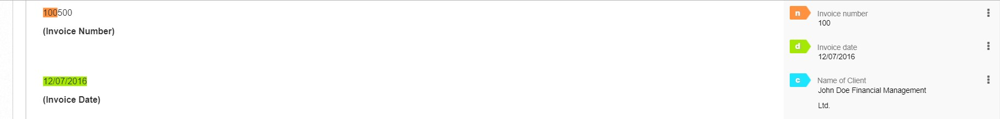 100500
(Invoice Number)
12/07/2016
(Invoice Date)
n Invoice number
100
d Invoice date
12/07/2016
c Name of Client
John Doe Financial Management
Ltd.